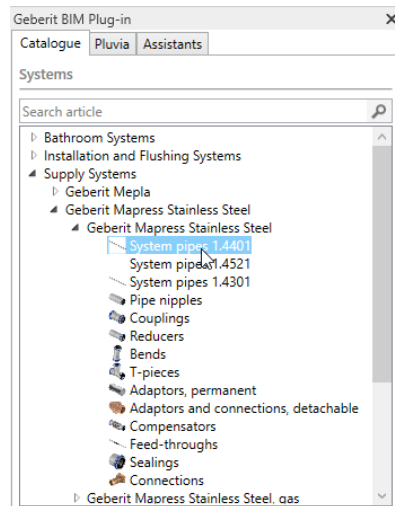 Geberit BIM Plug-in
Catalogue Pluvia Assistants
Systems
Search article
Bathroom Systems
Installation and Flushing Systems
Supply Systems
Geberit Mepla
Geberit Mapress Stainless Steel
Geberit Mapress Stainless Steel
System pipes 1.4401
System pipes 1.4521
System pipes 1.4301
Pipe nipples
Couplings
Reducers
Bends
T-pieces
Adaptors, permanent
Adaptors and connections, detachable
Compensators
Feed-throughs
Sealings
Connections
Geberit Mapress Stainless Steel, gas